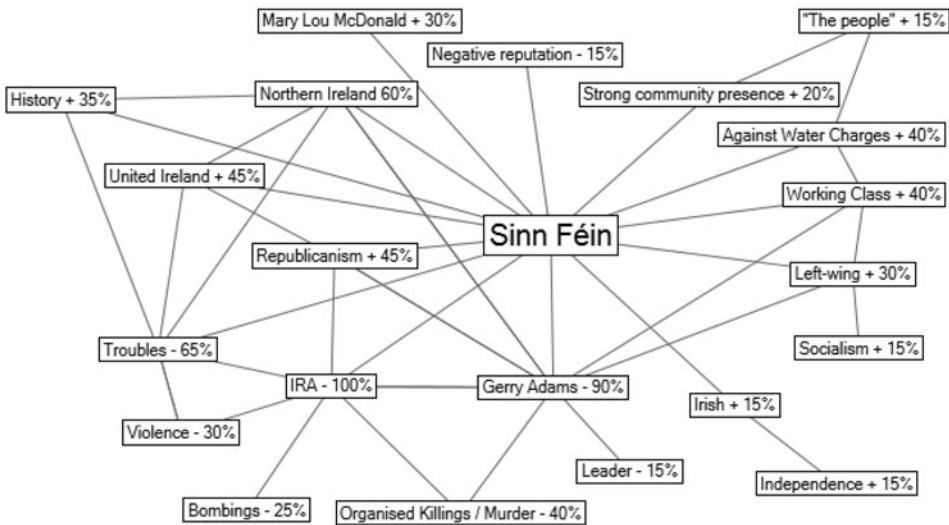 Mary Lou McDonald + 30%
"The people" + 15%
Negative reputation - 15%
History + 35%
Northern Ireland 60%
Strong community presence + 20%
Against Water Charges + 40%
United Ireland + 45%
Working Class + 40%
Sinn Féin
Republicanism + 45%
Left-wing + 30%
Troubles - 65%
Socialism + 15%
IRA - 100%
Gerry Adams - 90%
Irish + 15%
Violence - 30%
Leader - 15%
Independence + 15%
Bombings - 25%
Organised Killings / Murder - 40%